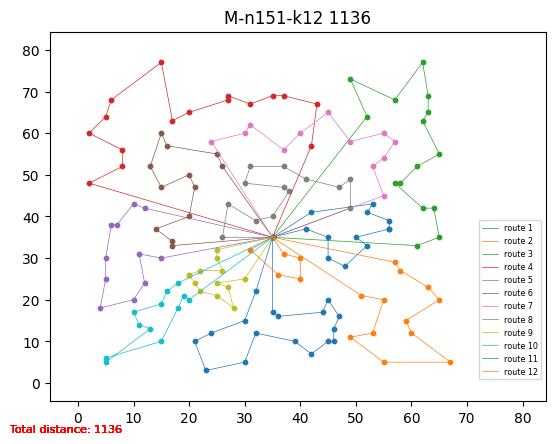 M-n151-k12 1136
80
70
60
50
40
30
20
10
0
0 10 20 30 40 50 60 70 80
route 1
route 2
route 3
route 4
route 5
route 6
route 7
route 8
route 9
route 10
route 11
route 12
Total distance: 1136